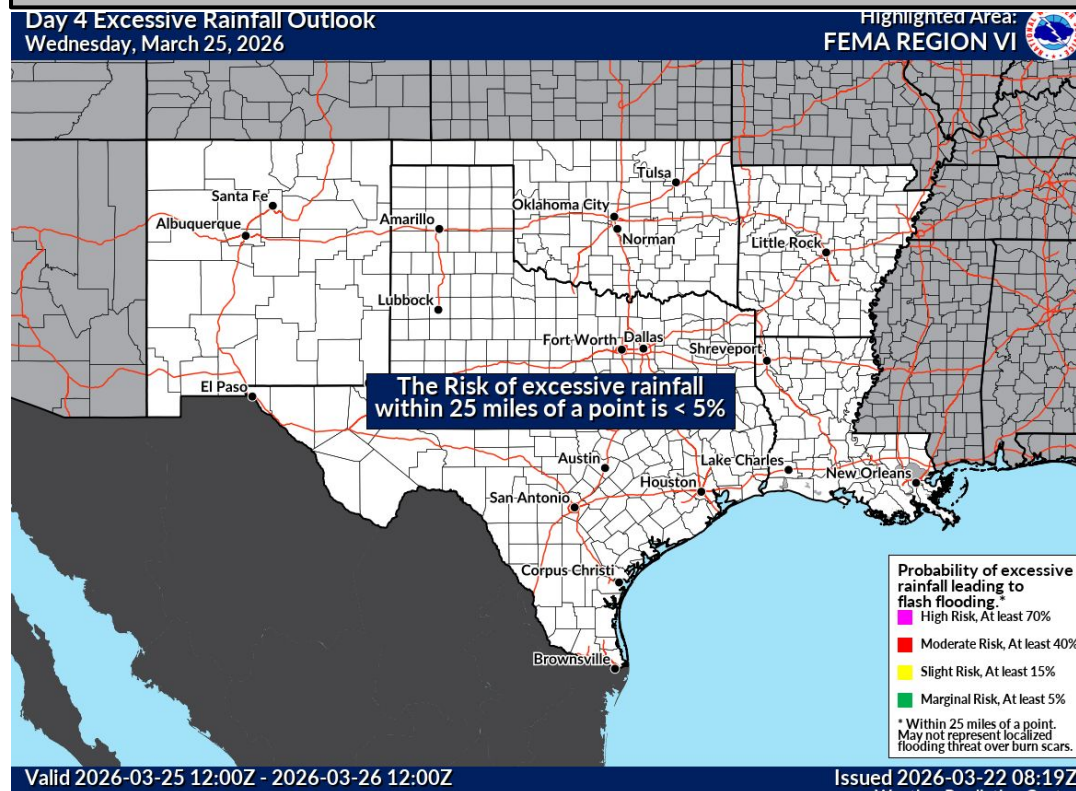 Day 4 Excessive Rainfall Outlook
Wednesday, March 25, 2026
Highlighted Area:
FEMA REGION VI
Tulsa
Santa Fe
Oklahoma City
Albuquerque
Amarillo
Norman
Little Rock
Lubbock
Fort Worth
Dallas
Shreveport
El Paso
The Risk of excessive rainfall
within 25 miles of a point is < 5%
Austin
Lake Charles
New Orleans
Houston
San Antonio
Corpus Christi
Brownsville
Probability of excessive
rainfall leading to
flash flooding.*
High Risk, At least 70%
Moderate Risk, At least 40%
Slight Risk, At least 15%
Marginal Risk, At least 5%
* Within 25 miles of a point.
May not represent localized
flooding threat over burn scars.
Valid 2026-03-25 12:00Z - 2026-03-26 12:00Z
Issued 2026-03-22 08:19Z